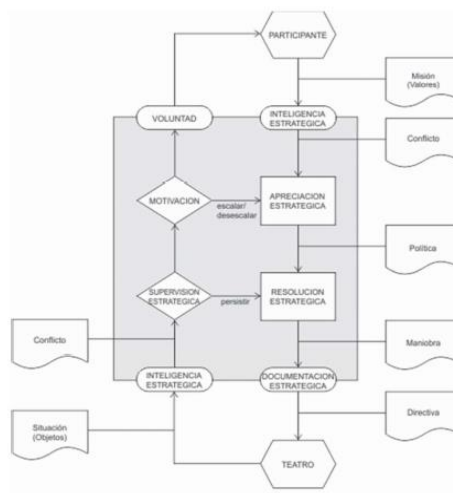 PARTICIPANTE
Misión
(Valores)
VOLUNTAD
INTELIGENCIA
ESTRATEGICA
Conflicto
MOTIVACION
escalar/
desescalar
APRECIACION
ESTRATEGICA
Política
SUPERVISION
ESTRATEGICA
persistir
RESOLUCION
ESTRATEGICA
Conflicto
Maniobra
INTELIGENCIA
ESTRATEGICA
DOCUMENTACION
ESTRATEGICA
Situación
(Objetos)
Directiva
TEATRO